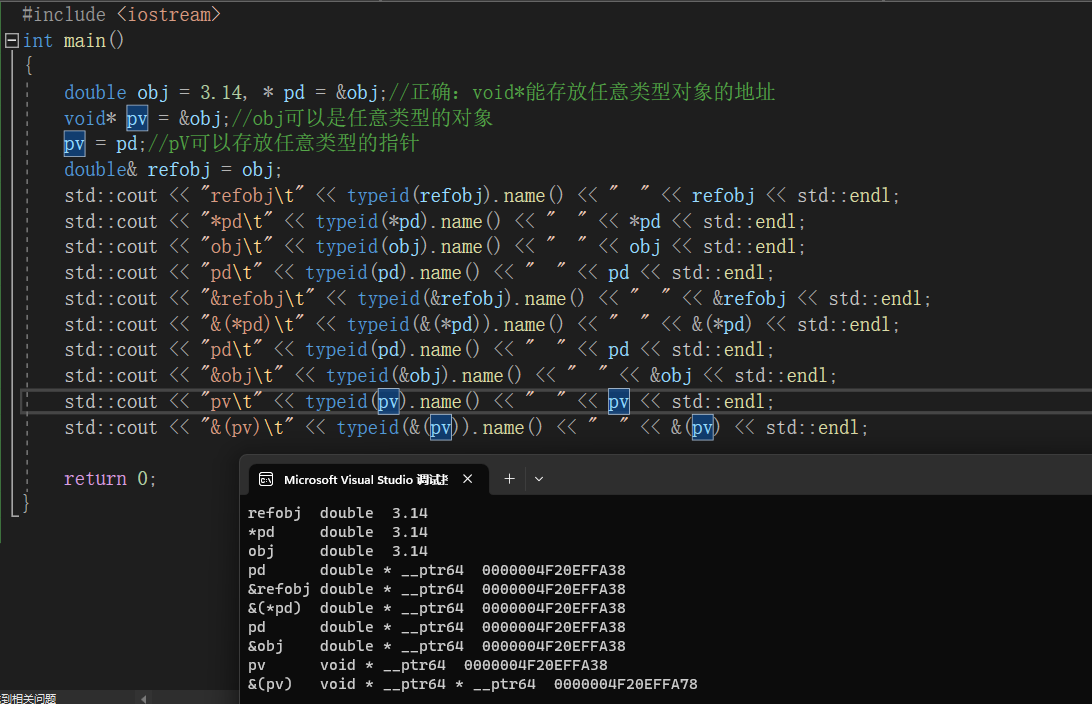 #include <iostream>
int main()
{
double obj = 3.14, * pd = &obj;//正确：void*能存放任意类型对象的地址
void* pv = &obj;//obj可以是任意类型的对象
pv = pd;//pV可以存放任意类型的指针
double& refobj = obj;
std::cout << "refobj\t" << typeid(refobj).name() << "  " << refobj << std::endl;
std::cout << "*pd\t" << typeid(*pd).name() << "  " << *pd << std::endl;
std::cout << "obj\t" << typeid(obj).name() << "  " << obj << std::endl;
std::cout << "pd\t" << typeid(pd).name() << "  " << pd << std::endl;
std::cout << "&refobj\t" << typeid(&refobj).name() << "  " << &refobj << std::endl;
std::cout << "&(*pd)\t" << typeid(&(*pd)).name() << "  " << &(*pd) << std::endl;
std::cout << "pd\t" << typeid(pd).name() << "  " << pd << std::endl;
std::cout << "&obj\t" << typeid(&obj).name() << "  " << &obj << std::endl;
std::cout << "pv\t" << typeid(pv).name() << "  " << pv << std::endl;
std::cout << "&(pv)\t" << typeid(&(pv)).name() << "  " << &(pv) << std::endl;
return 0;
}
Microsoft Visual Studio 调试
refobj  double  3.14
*pd     double  3.14
obj     double  3.14
pd      double * __ptr64  0000004F20EFFA38
&refobj double * __ptr64  0000004F20EFFA38
&(*pd)  double * __ptr64  0000004F20EFFA38
pd      double * __ptr64  0000004F20EFFA38
&obj    double * __ptr64  0000004F20EFFA38
pv      void * __ptr64  0000004F20EFFA38
&(pv)   void * __ptr64 * __ptr64  0000004F20EFFA78
到相关问题